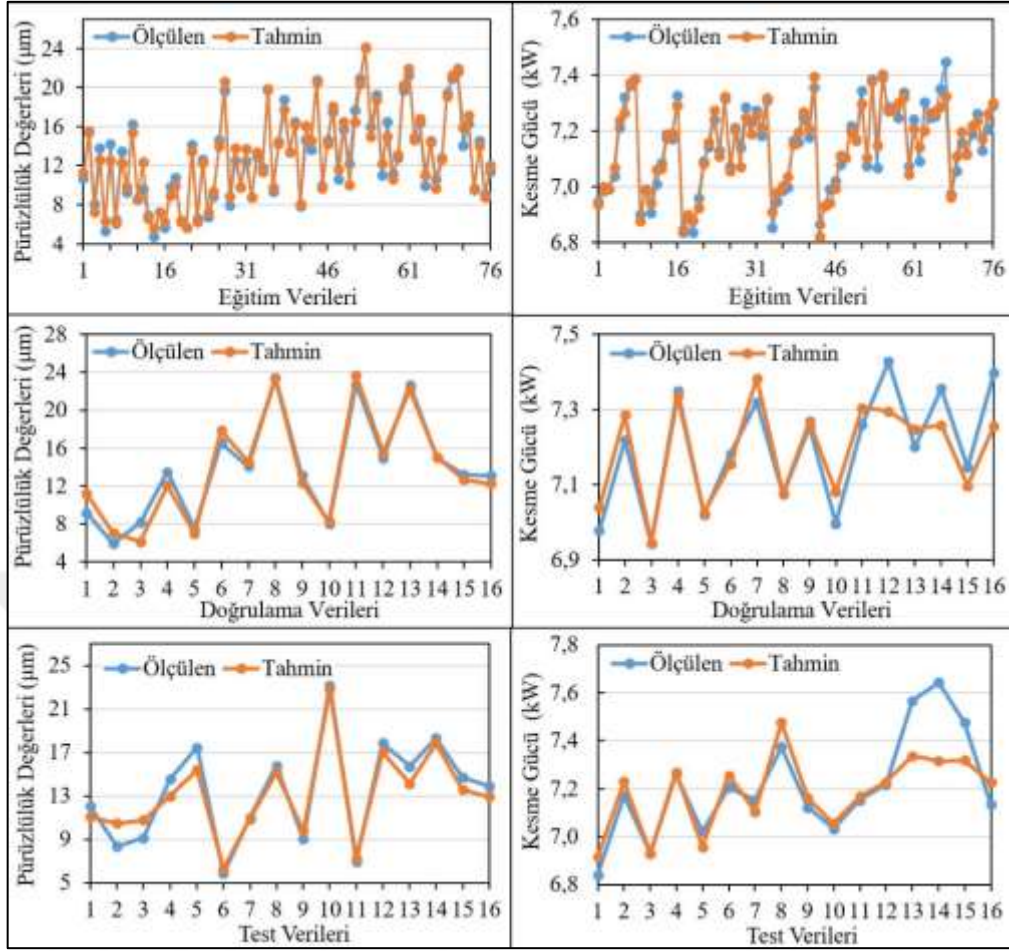 Pürüzlülük Değerleri (µm)
24
20
16
12
8
4
Ölçülen
Tahmin
1 16 31 46 61 76
Eğitim Verileri
Kesme Gücü (kW)
7,6
7,4
7,2
7,0
6,8
Ölçülen
Tahmin
1 16 31 46 61 76
Eğitim Verileri
Pürüzlülük Değerleri (µm)
28
24
20
16
12
8
4
Ölçülen
Tahmin
1 2 3 4 5 6 7 8 9 10 11 12 13 14 15 16
Doğrulama Verileri
Kesme Gücü (kW)
7,5
7,3
7,1
6,9
Ölçülen
Tahmin
1 2 3 4 5 6 7 8 9 10 11 12 13 14 15 16
Doğrulama Verileri
Pürüzlülük Değerleri (µm)
25
21
17
13
9
5
Ölçülen
Tahmin
1 2 3 4 5 6 7 8 9 10 11 12 13 14 15 16
Test Verileri
Kesme Gücü (kW)
7,8
7,6
7,4
7,2
7,0
6,8
Ölçülen
Tahmin
1 2 3 4 5 6 7 8 9 10 11 12 13 14 15 16
Test Verileri